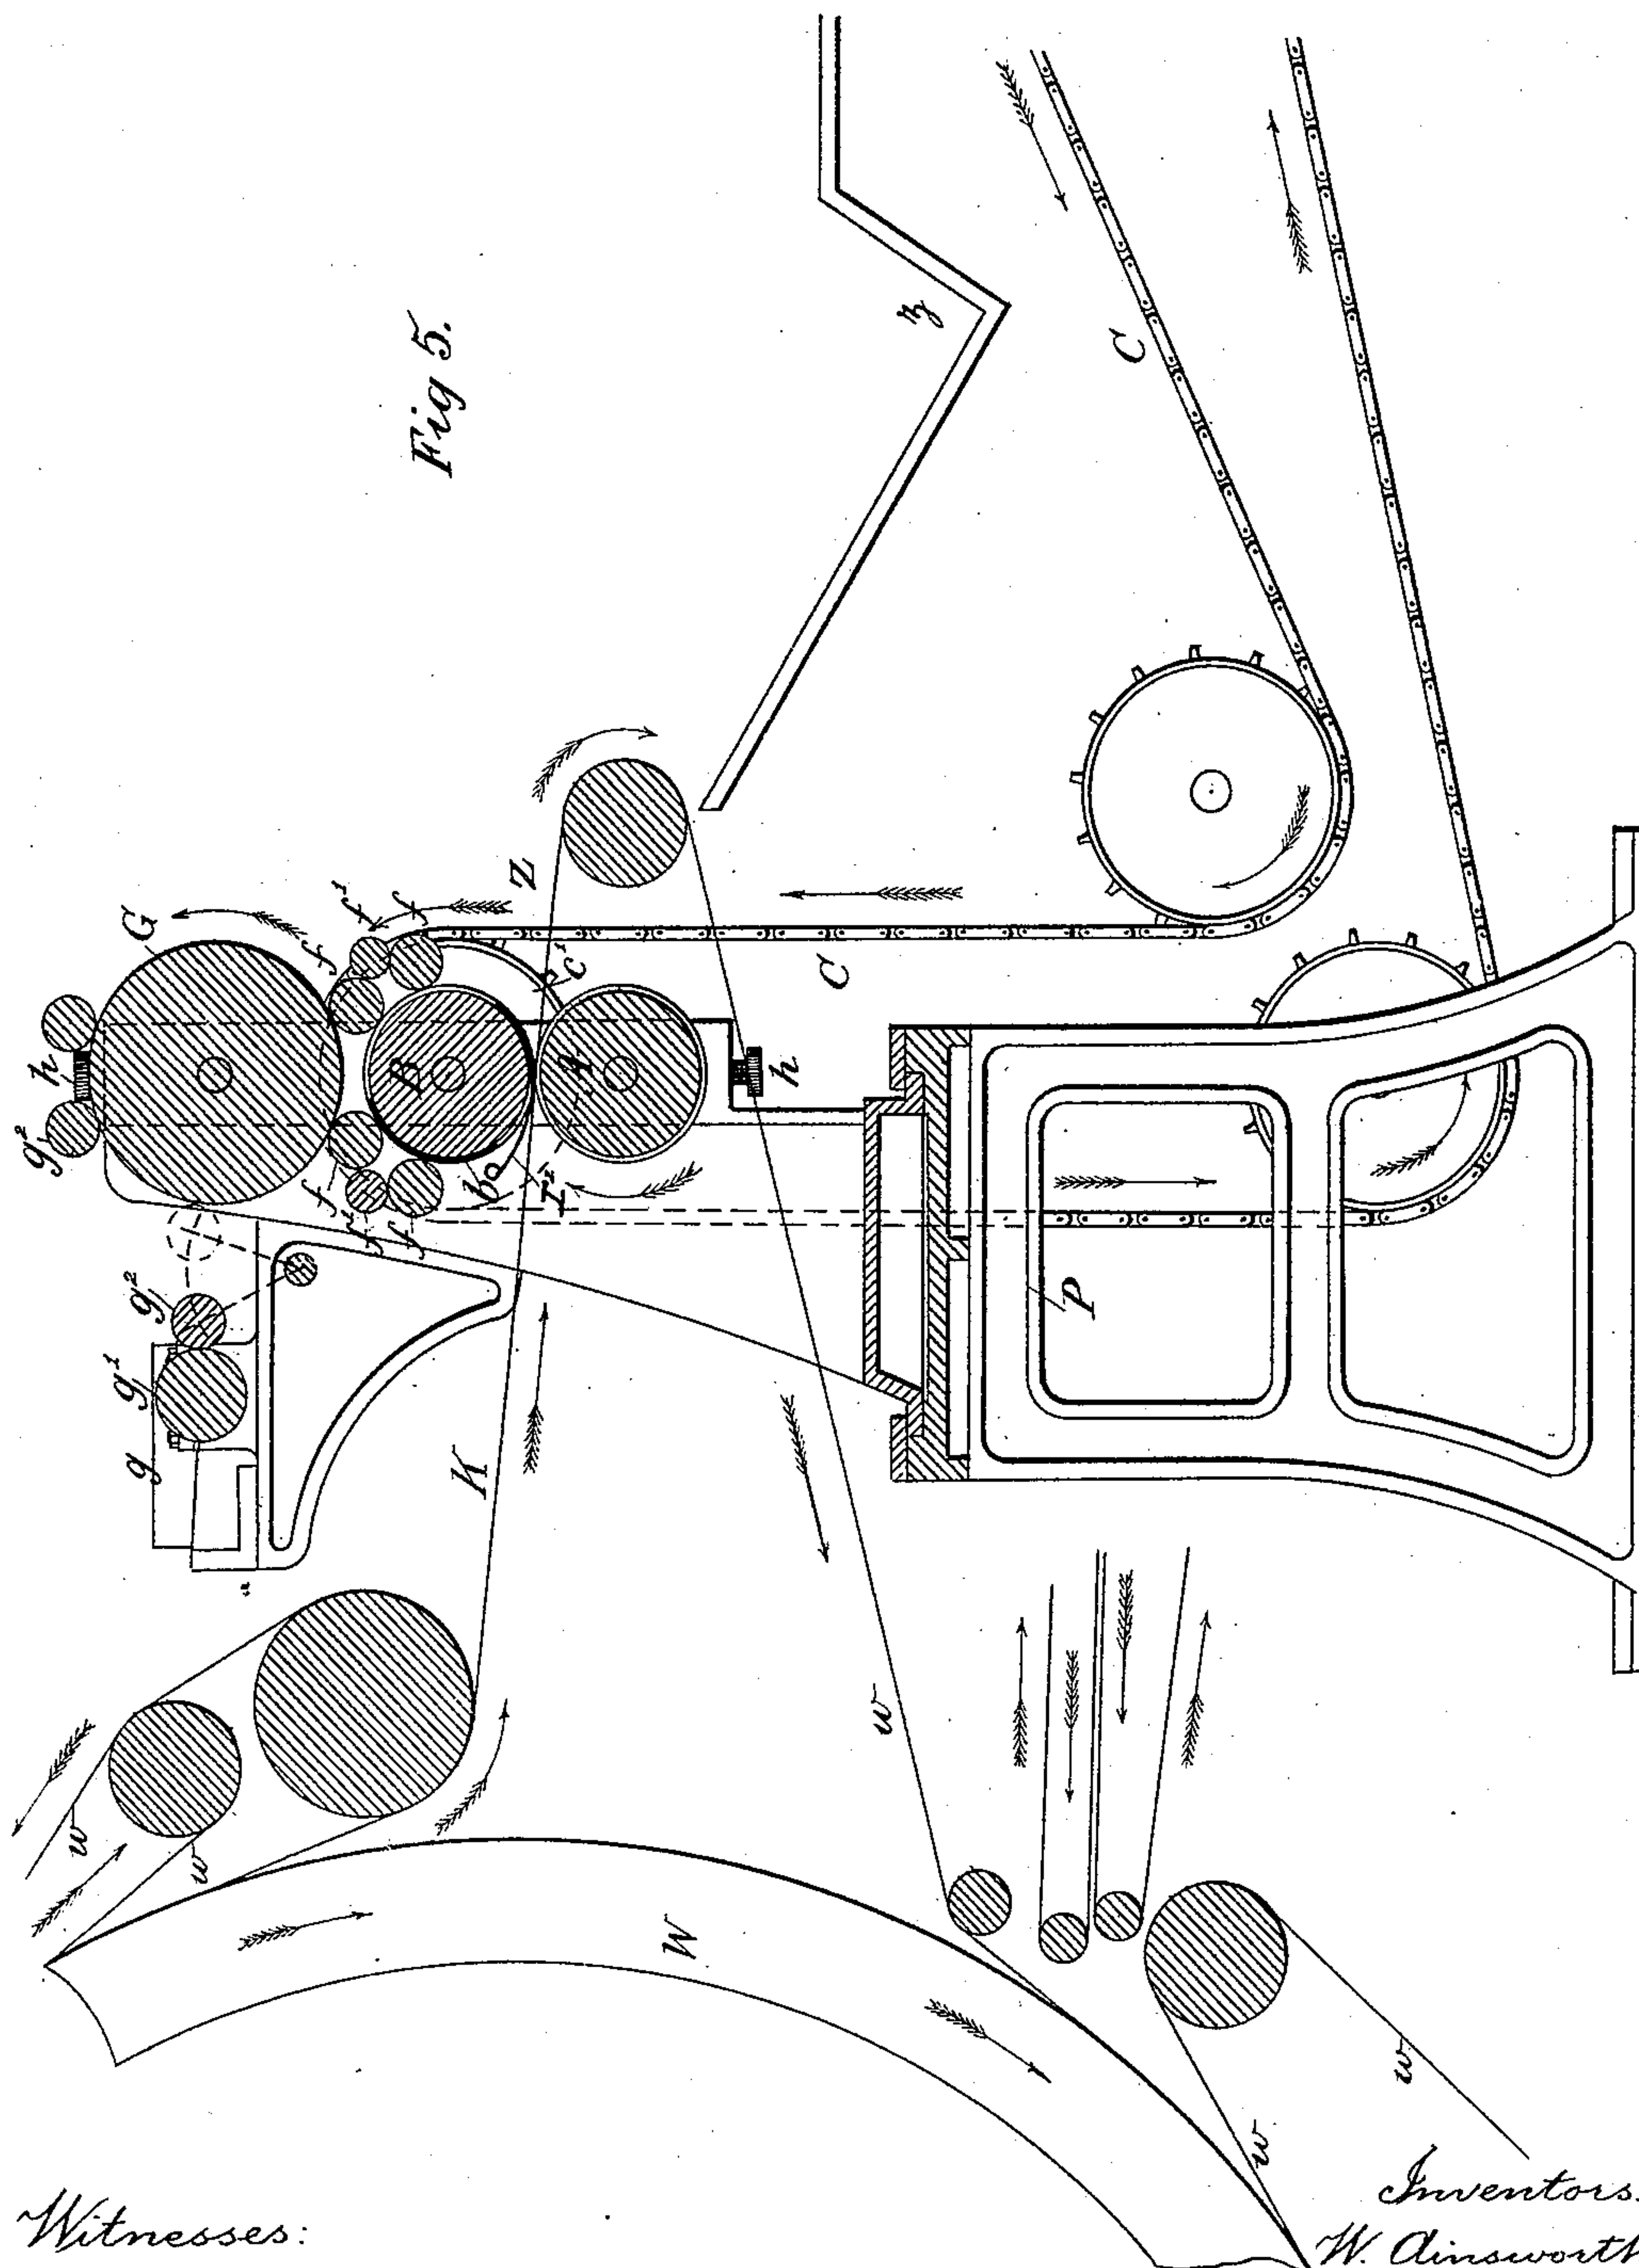 Fig 5.
z
C
G
f¹
f
f
Z
c¹
C
h
B
A
h
g²
b
f
f
g²
g¹
g
K
P
w
w
w
W
w
w
Witnesses:
Inventors.
W. Ainsworth